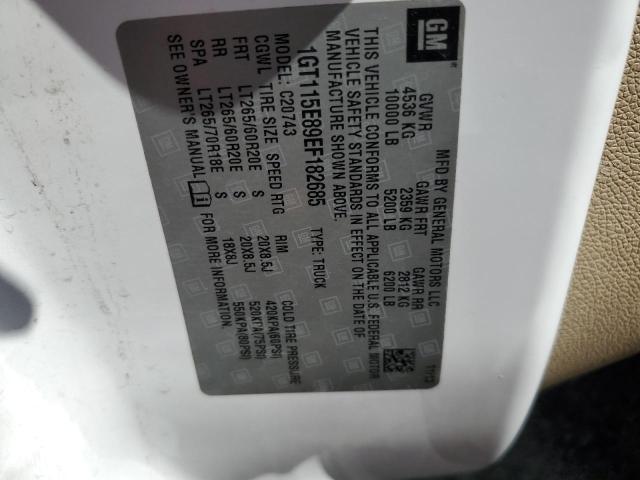 GM
MFD BY GENERAL MOTORS LLC
GVWR GAWR FRT GAWR RR
4536 KG 2359 KG 2812 KG
10000 LB 5200 LB 6200 LB
11/13
THIS VEHICLE CONFORMS TO ALL APPLICABLE U.S. FEDERAL MOTOR
VEHICLE SAFETY STANDARDS IN EFFECT ON THE DATE OF
MANUFACTURE SHOWN ABOVE.
1GT115E89EF182685 TYPE: TRUCK
MODEL: C20743
CGWL TIRE SIZE SPEED RTG RIM COLD TIRE PRESSURE
FRT LT265/60R20E S 20X8.5J 420KPA(60PSI)
RR LT265/60R20E S 20X8.5J 520KPA(75PSI)
SPA LT265/70R18E S 18X8J 550KPA(80PSI)
SEE OWNER'S MANUAL FOR MORE INFORMATION.